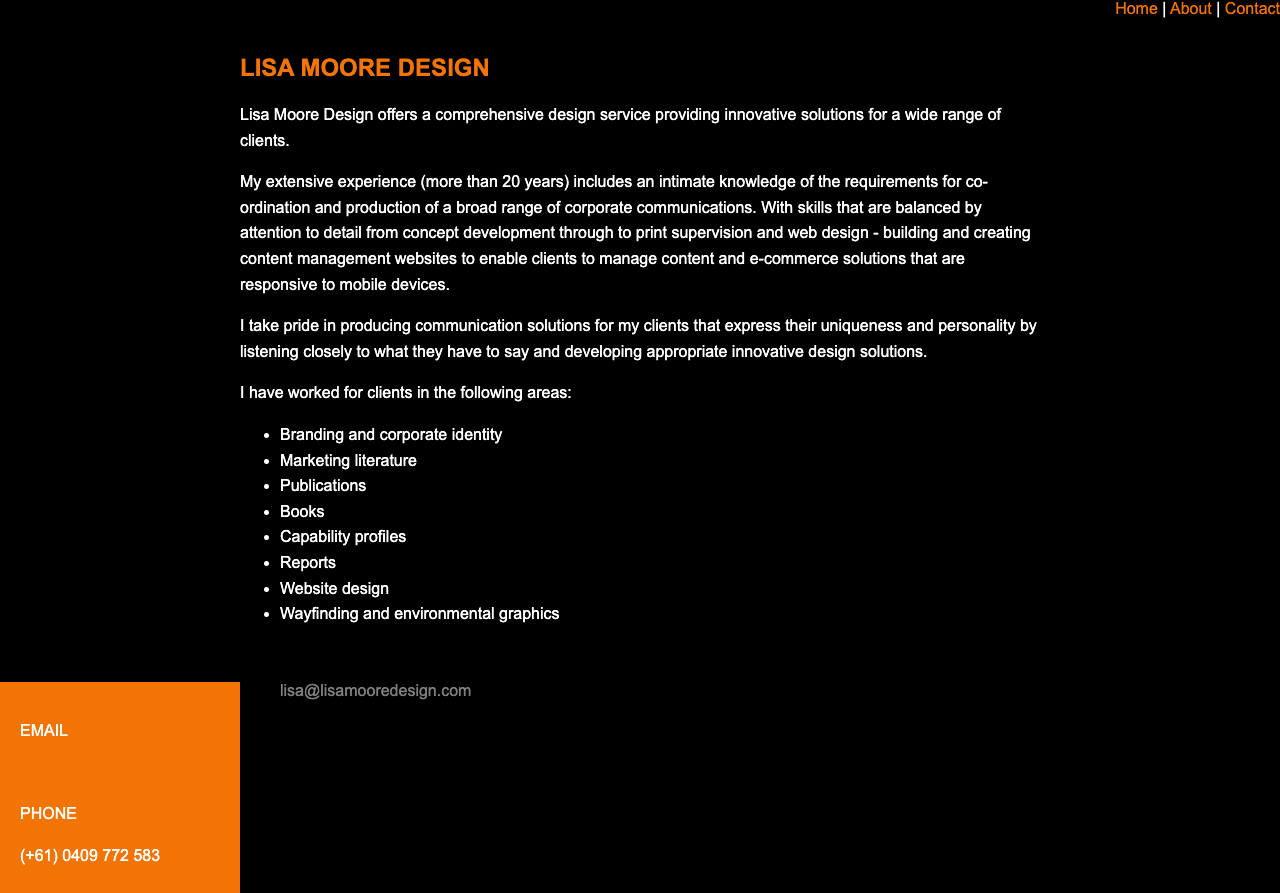 Home | About | Contact
LISA MOORE DESIGN
Lisa Moore Design offers a comprehensive design service providing innovative solutions for a wide range of
clients.
My extensive experience (more than 20 years) includes an intimate knowledge of the requirements for co-
ordination and production of a broad range of corporate communications. With skills that are balanced by
attention to detail from concept development through to print supervision and web design - building and creating
content management websites to enable clients to manage content and e-commerce solutions that are
responsive to mobile devices.
I take pride in producing communication solutions for my clients that express their uniqueness and personality by
listening closely to what they have to say and developing appropriate innovative design solutions.
I have worked for clients in the following areas:
• Branding and corporate identity
• Marketing literature
• Publications
• Books
• Capability profiles
• Reports
• Website design
• Wayfinding and environmental graphics
lisa@lisamooredesign.com
EMAIL
PHONE
(+61) 0409 772 583